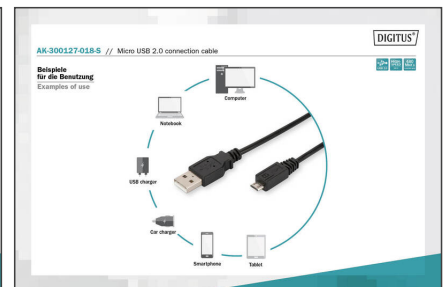 DIGITUS®
AK-300127-018-S // Micro USB 2.0 connection cable
Beispiele
für die Benutzung
Examples of use
Computer
Notebook
USB charger
Car charger
Smartphone
Tablet